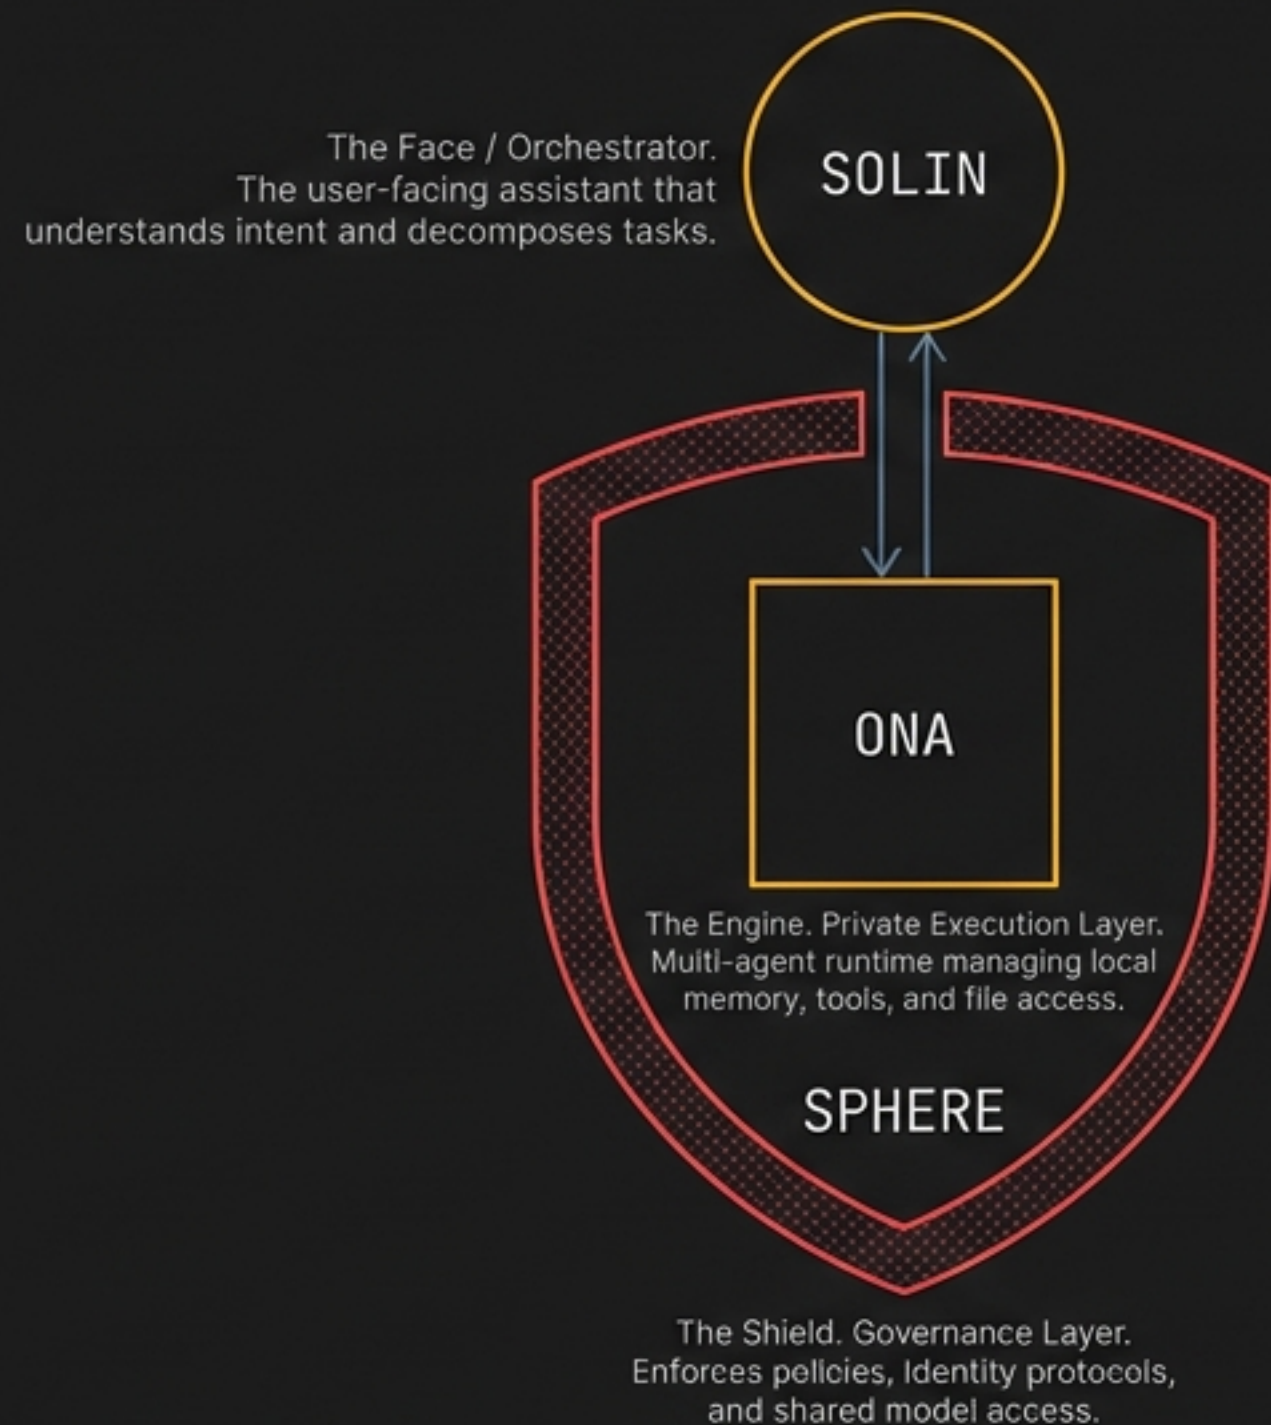 The Face / Orchestrator.
The user-facing assistant that
understands intent and decomposes tasks.
SOLIN
ONA
The Engine. Private Execution Layer.
Multi-agent runtime managing local
memory, tools, and file access.
SPHERE
The Shield. Governance Layer.
Enforces pellcies, Identity protocols,
and shared model access.